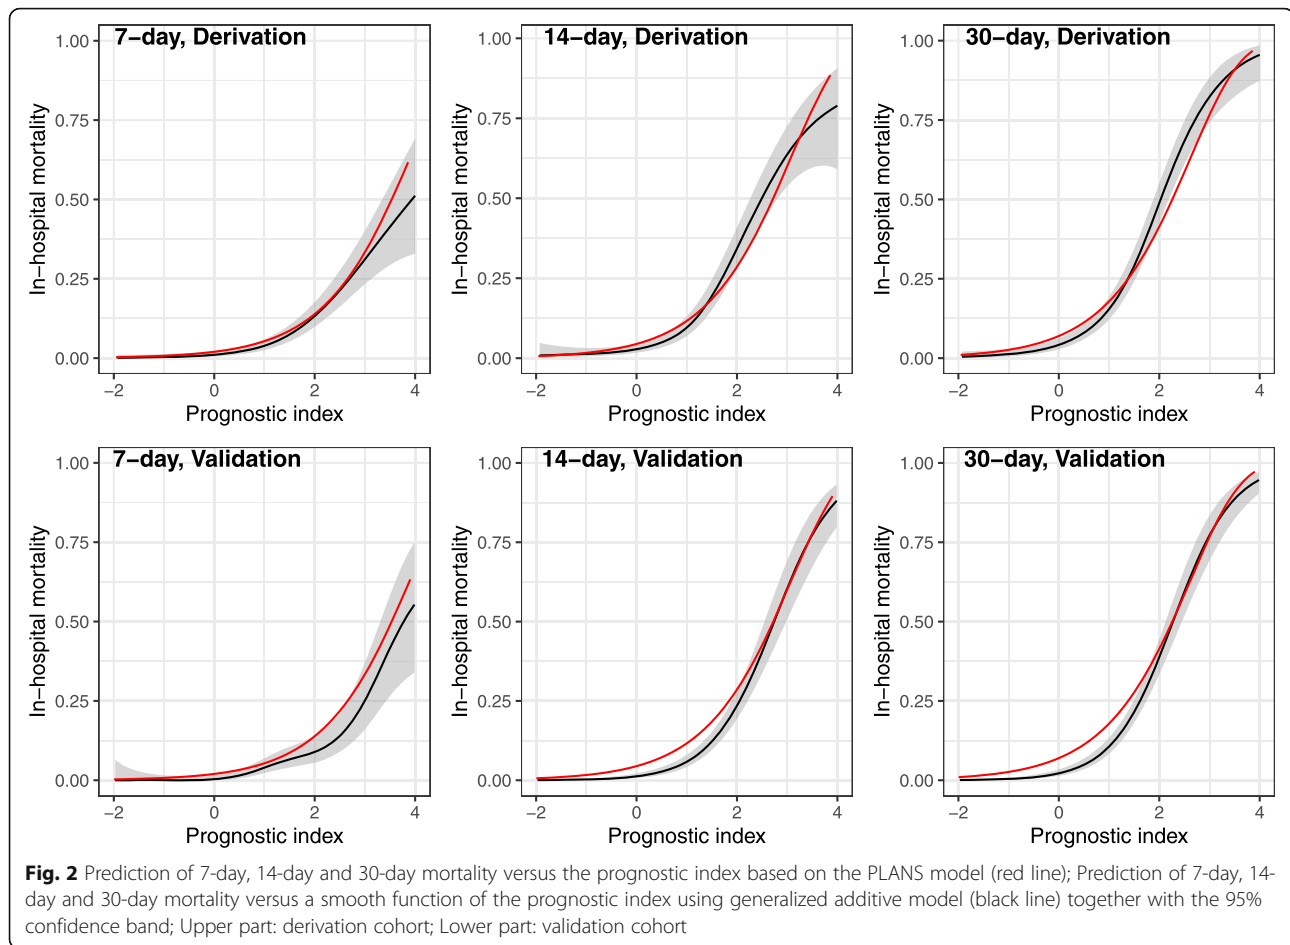 7−day, Derivation
1.00
0.75
0.50
0.25
0.00
In−hospital mortality
−2 0 2 4
Prognostic index
14−day, Derivation
1.00
0.75
0.50
0.25
0.00
In−hospital mortality
−2 0 2 4
Prognostic index
30−day, Derivation
1.00
0.75
0.50
0.25
0.00
In−hospital mortality
−2 0 2 4
Prognostic index
7−day, Validation
1.00
0.75
0.50
0.25
0.00
In−hospital mortality
−2 0 2 4
Prognostic index
14−day, Validation
1.00
0.75
0.50
0.25
0.00
In−hospital mortality
−2 0 2 4
Prognostic index
30−day, Validation
1.00
0.75
0.50
0.25
0.00
In−hospital mortality
−2 0 2 4
Prognostic index
Fig. 2 Prediction of 7-day, 14-day and 30-day mortality versus the prognostic index based on the PLANS model (red line); Prediction of 7-day, 14-
day and 30-day mortality versus a smooth function of the prognostic index using generalized additive model (black line) together with the 95%
confidence band; Upper part: derivation cohort; Lower part: validation cohort